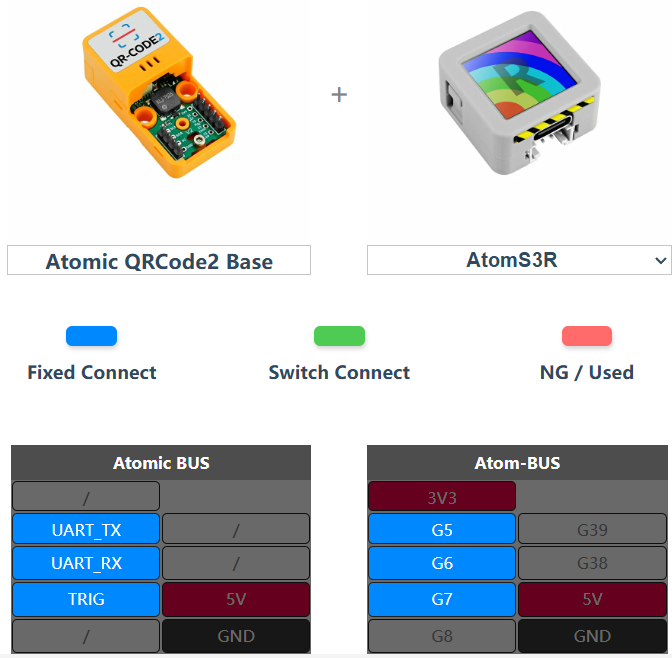 QR-CODE2
+
R
Atomic QRCode2 Base
AtomS3R
Fixed Connect
Switch Connect
NG / Used
Atomic BUS
/
UART_TX /
UART_RX /
TRIG 5V
/ GND
Atom-BUS
3V3
G5 G39
G6 G38
G7 5V
G8 GND